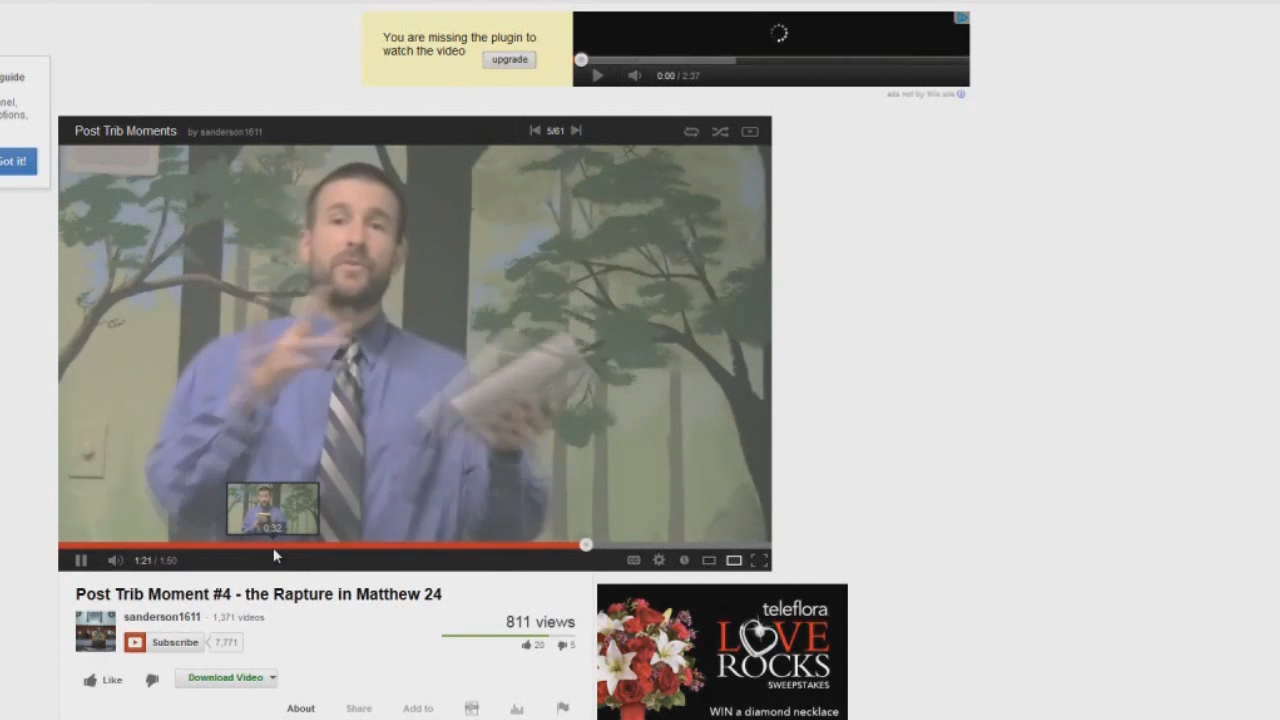 You are missing the plugin to
watch the video
upgrade
0:00 / 2:37
ads not by this site
guide
nel,
ptions,
Got it!
Post Trib Moments by sanderson1611
5/61
0:32
1:21 / 1:50
Post Trib Moment #4 - the Rapture in Matthew 24
sanderson1611 · 1,371 videos
Subscribe 7,771
811 views
20 5
Like
Download Video
About Share Add to
teleflora
LOVE
ROCKS
SWEEPSTAKES
WIN a diamond necklace